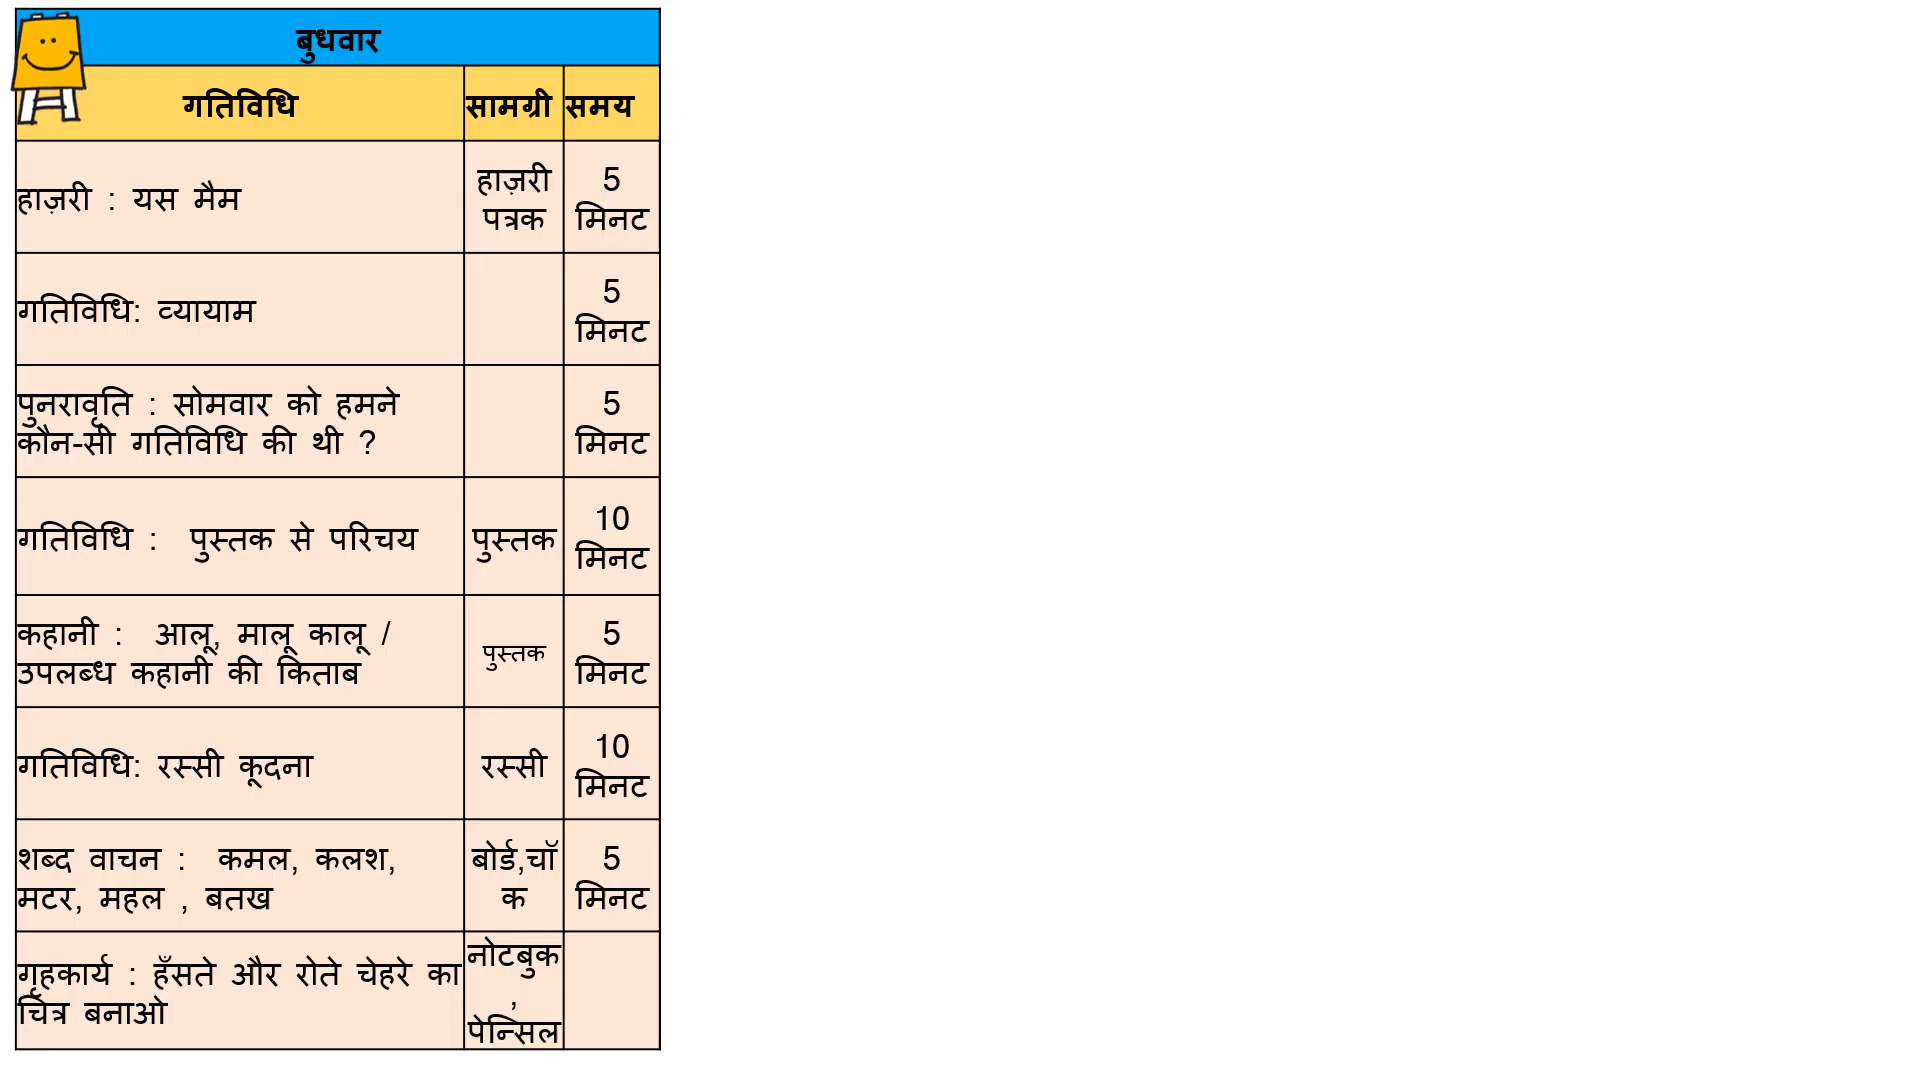 बुधवार
गतिविधि सामग्री समय
हाज़री : यस मैम
हाज़री
पत्रक
5
मिनट
गतिविधि: व्यायाम
5
मिनट
पुनरावृति : सोमवार को हमने
कौन-सी गतिविधि की थी ?
5
मिनट
गतिविधि : पुस्तक से परिचय
पुस्तक
10
मिनट
कहानी : आलू, मालू कालू /
उपलब्ध कहानी की किताब
पुस्तक
5
मिनट
गतिविधि: रस्सी कूदना
रस्सी
10
मिनट
शब्द वाचन : कमल, कलश,
मटर, महल , बतख
बोर्ड,चॉ
क
5
मिनट
गृहकार्य : हँसते और रोते चेहरे का
चित्र बनाओ
नोटबुक
,
पेन्सिल